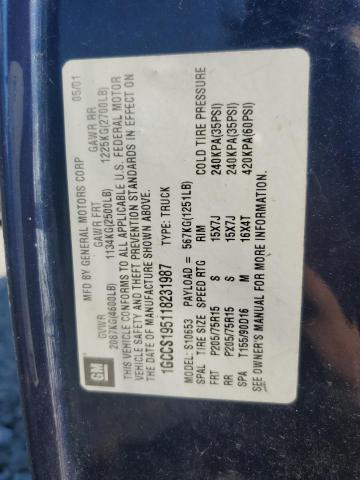 GM
MFD BY GENERAL MOTORS CORP 05/01
GVWR GAWR FRT GAWR RR
2087KG(4600LB) 1134KG(2500LB) 1225KG(2700LB)
THIS VEHICLE CONFORMS TO ALL APPLICABLE U.S. FEDERAL MOTOR
VEHICLE SAFETY AND THEFT PREVENTION STANDARDS IN EFFECT ON
THE DATE OF MANUFACTURE SHOWN ABOVE.
1GCCS195118231987 TYPE: TRUCK
MODEL: S10653 PAYLOAD = 567KG(1251LB)
SPAL TIRE SIZE SPEED RTG RIM COLD TIRE PRESSURE
FRT P205/75R15 S 15X7J 240KPA(35PSI)
RR P205/75R15 S 15X7J 240KPA(35PSI)
SPA T155/90D16 M 16X4T 420KPA(60PSI)
SEE OWNER'S MANUAL FOR MORE INFORMATION.